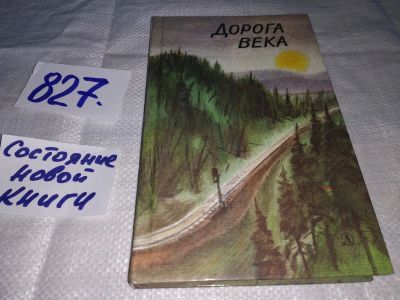 827.
Состояние
новой
книги
ДОРОГА
ВЕКА